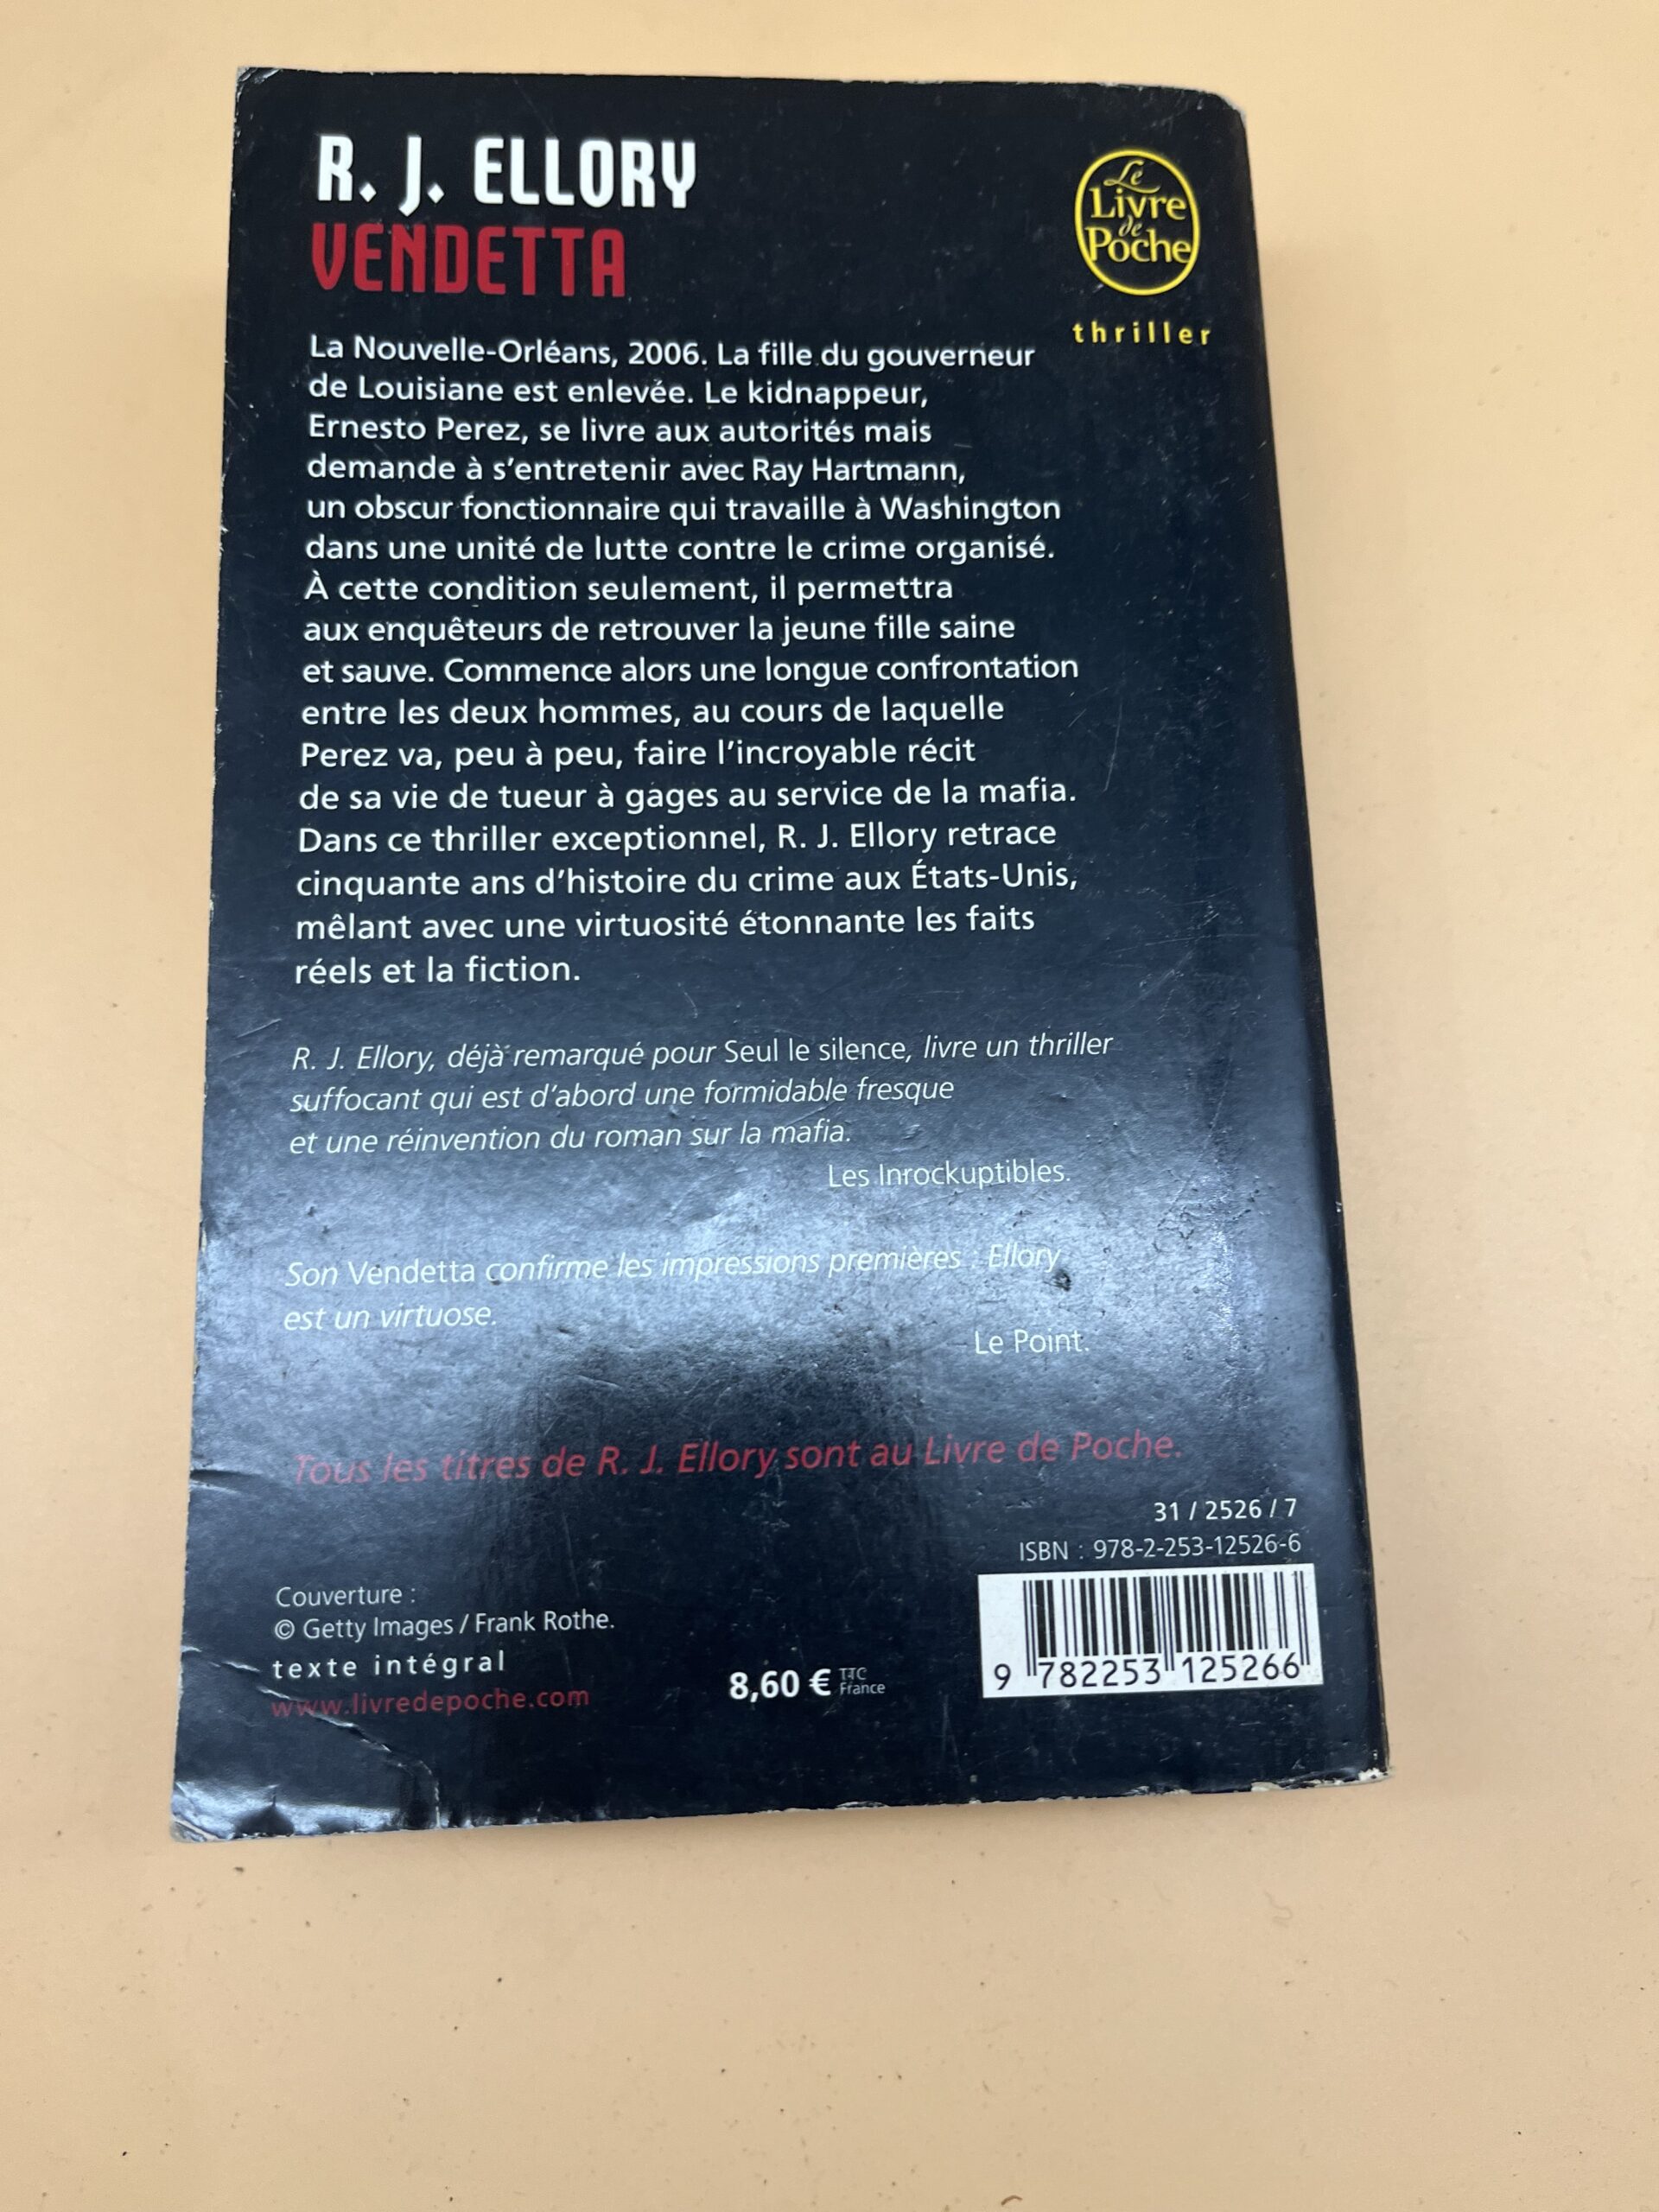 R. J. ELLORY
VENDETTA
Le
Livre
de
Poche
thriller
La Nouvelle-Orléans, 2006. La fille du gouverneur
de Louisiane est enlevée. Le kidnappeur,
Ernesto Perez, se livre aux autorités mais
demande à s'entretenir avec Ray Hartmann,
un obscur fonctionnaire qui travaille à Washington
dans une unité de lutte contre le crime organisé.
À cette condition seulement, il permettra
aux enquêteurs de retrouver la jeune fille saine
et sauve. Commence alors une longue confrontation
entre les deux hommes, au cours de laquelle
Perez va, peu à peu, faire l'incroyable récit
de sa vie de tueur à gages au service de la mafia.
Dans ce thriller exceptionnel, R. J. Ellory retrace
cinquante ans d'histoire du crime aux États-Unis,
mêlant avec une virtuosité étonnante les faits
réels et la fiction.
R. J. Ellory, déjà remarqué pour Seul le silence, livre un thriller
suffocant qui est d'abord une formidable fresque
et une réinvention du roman sur la mafia.
Les Inrockuptibles.
Son Vendetta confirme les impressions premières : Ellory
est un virtuose.
Le Point.
Tous les titres de R. J. Ellory sont au Livre de Poche.
31 / 2526 / 7
ISBN : 978-2-253-12526-6
Couverture :
© Getty Images / Frank Rothe.
texte intégral
www.livredepoche.com
8,60 € TTC
France
9 782253 125266